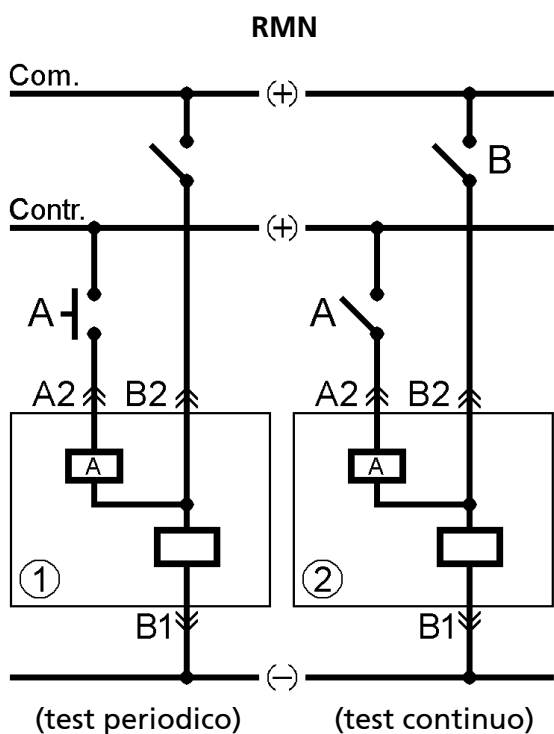 RMN
Com. (+)
B
Contr. (+)
A A
A2 B2 A2 B2
A A
1 2
B1 B1
(−)
(test periodico) (test continuo)